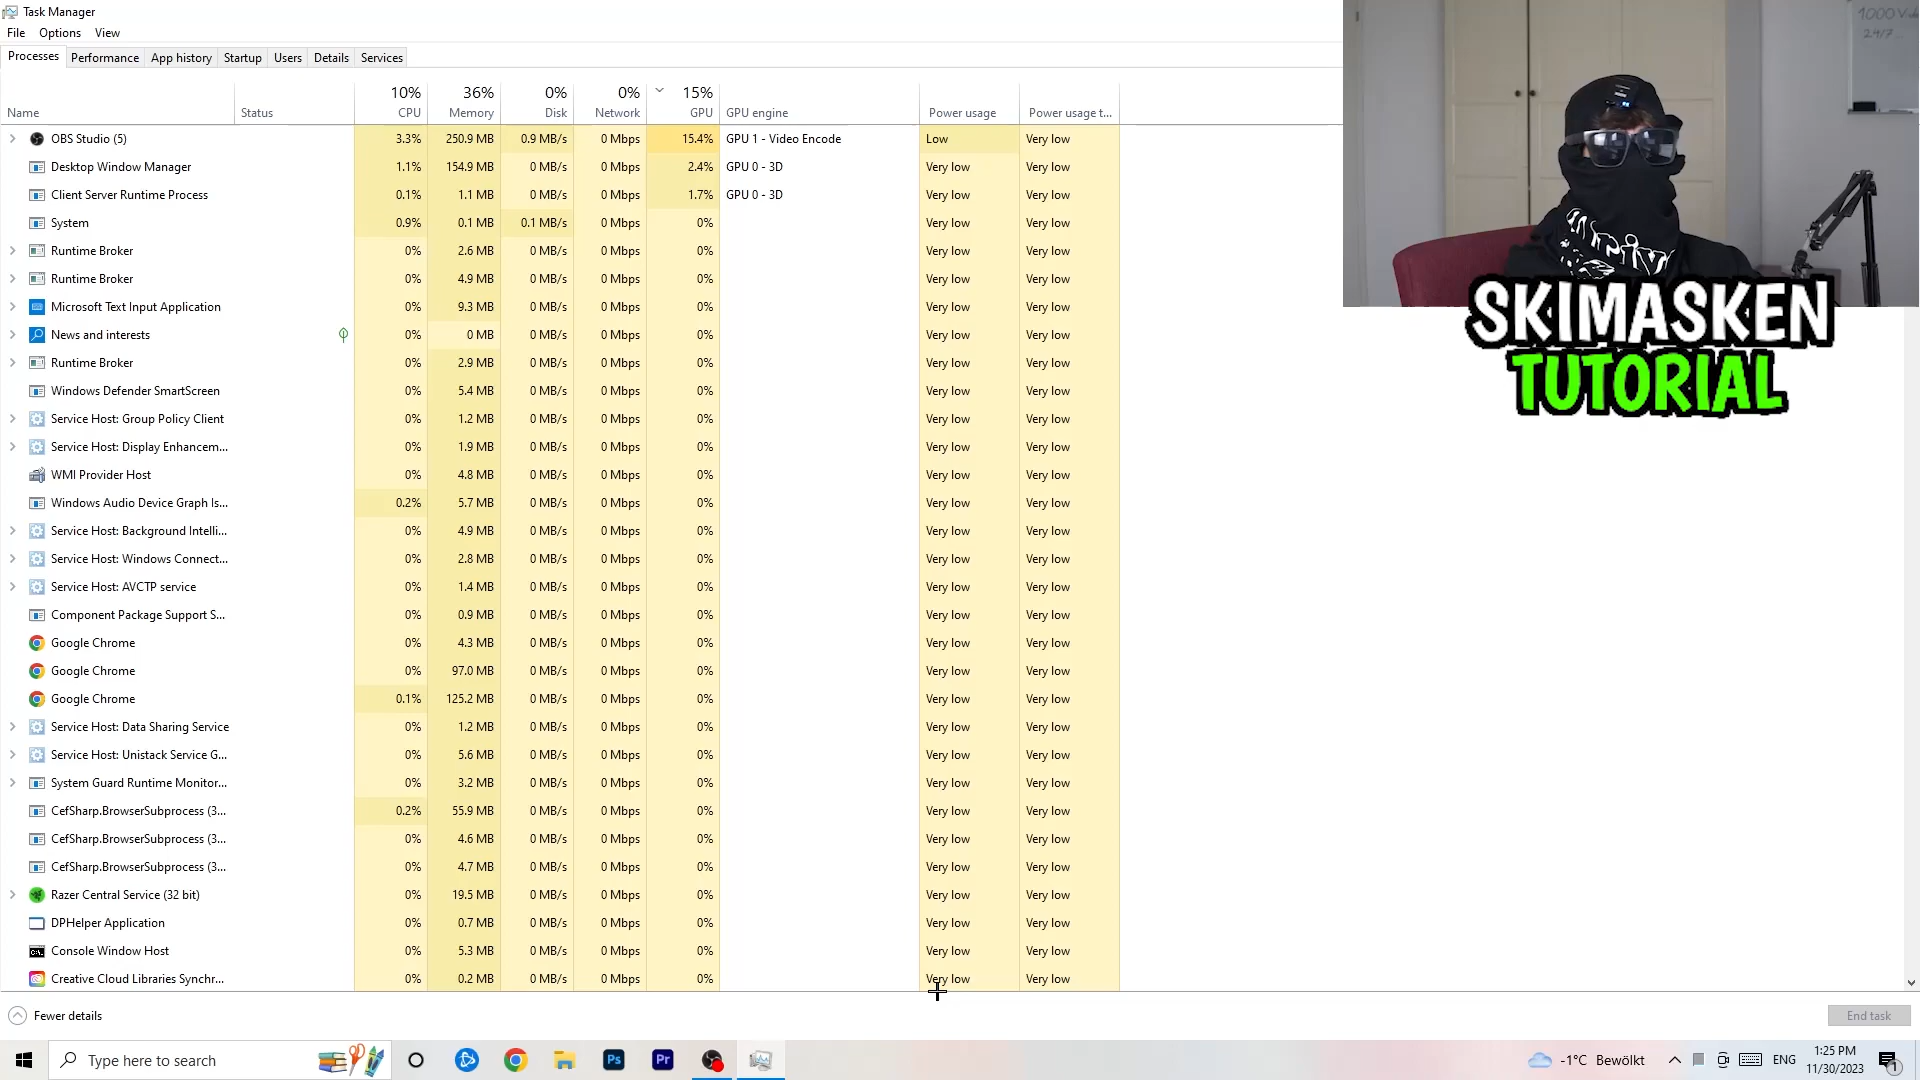 Task Manager
File Options View
Processes Performance App history Startup Users Details Services
10% 36% 0% 0% 15%
Name Status CPU Memory Disk Network GPU GPU engine Power usage Power usage t...
OBS Studio (5) 3.3% 250.9 MB 0.9 MB/s 0 Mbps 15.4% GPU 1 - Video Encode Low Very low
Desktop Window Manager 1.1% 154.9 MB 0 MB/s 0 Mbps 2.4% GPU 0 - 3D Very low Very low
Client Server Runtime Process 0.1% 1.1 MB 0 MB/s 0 Mbps 1.7% GPU 0 - 3D Very low Very low
System 0.9% 0.1 MB 0.1 MB/s 0 Mbps 0% Very low Very low
Runtime Broker 0% 2.6 MB 0 MB/s 0 Mbps 0% Very low Very low
Runtime Broker 0% 4.9 MB 0 MB/s 0 Mbps 0% Very low Very low
Microsoft Text Input Application 0% 9.3 MB 0 MB/s 0 Mbps 0% Very low Very low
News and interests 0% 0 MB 0 MB/s 0 Mbps 0% Very low Very low
Runtime Broker 0% 2.9 MB 0 MB/s 0 Mbps 0% Very low Very low
Windows Defender SmartScreen 0% 5.4 MB 0 MB/s 0 Mbps 0% Very low Very low
Service Host: Group Policy Client 0% 1.2 MB 0 MB/s 0 Mbps 0% Very low Very low
Service Host: Display Enhancem... 0% 1.9 MB 0 MB/s 0 Mbps 0% Very low Very low
WMI Provider Host 0% 4.8 MB 0 MB/s 0 Mbps 0% Very low Very low
Windows Audio Device Graph Is... 0.2% 5.7 MB 0 MB/s 0 Mbps 0% Very low Very low
Service Host: Background Intelli... 0% 4.9 MB 0 MB/s 0 Mbps 0% Very low Very low
Service Host: Windows Connect... 0% 2.8 MB 0 MB/s 0 Mbps 0% Very low Very low
Service Host: AVCTP service 0% 1.4 MB 0 MB/s 0 Mbps 0% Very low Very low
Component Package Support S... 0% 0.9 MB 0 MB/s 0 Mbps 0% Very low Very low
Google Chrome 0% 4.3 MB 0 MB/s 0 Mbps 0% Very low Very low
Google Chrome 0% 97.0 MB 0 MB/s 0 Mbps 0% Very low Very low
Google Chrome 0.1% 125.2 MB 0 MB/s 0 Mbps 0% Very low Very low
Service Host: Data Sharing Service 0% 1.2 MB 0 MB/s 0 Mbps 0% Very low Very low
Service Host: Unistack Service G... 0% 5.6 MB 0 MB/s 0 Mbps 0% Very low Very low
System Guard Runtime Monitor... 0% 3.2 MB 0 MB/s 0 Mbps 0% Very low Very low
CefSharp.BrowserSubprocess (3... 0.2% 55.9 MB 0 MB/s 0 Mbps 0% Very low Very low
CefSharp.BrowserSubprocess (3... 0% 4.6 MB 0 MB/s 0 Mbps 0% Very low Very low
CefSharp.BrowserSubprocess (3... 0% 4.7 MB 0 MB/s 0 Mbps 0% Very low Very low
Razer Central Service (32 bit) 0% 19.5 MB 0 MB/s 0 Mbps 0% Very low Very low
DPHelper Application 0% 0.7 MB 0 MB/s 0 Mbps 0% Very low Very low
Console Window Host 0% 5.3 MB 0 MB/s 0 Mbps 0% Very low Very low
Creative Cloud Libraries Synchr... 0% 0.2 MB 0 MB/s 0 Mbps 0% Very low Very low
1000
24/7
SKIMASKEN
TUTORIAL
Fewer details End task
Type here to search Ps Pr -1°C Bewölkt ENG 1:25 PM
11/30/2023 1